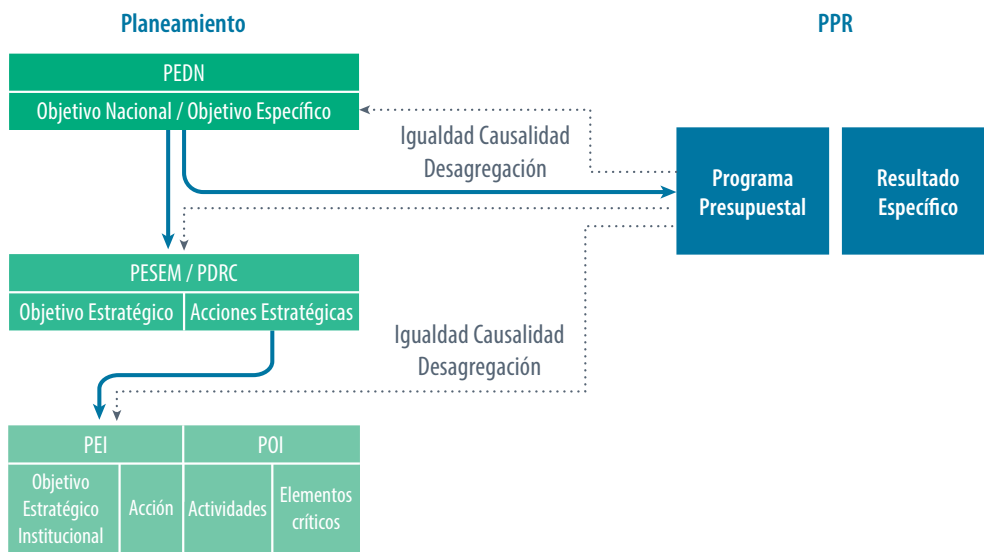 Planeamiento
PPR
PEDN
Objetivo Nacional / Objetivo Específico
Igualdad Causalidad
Desagregación
Programa
Presupuestal
Resultado
Específico
PESEM / PDRC
Objetivo Estratégico
Acciones Estratégicas
Igualdad Causalidad
Desagregación
PEI
POI
Objetivo
Estratégico
Institucional
Acción
Actividades
Elementos
críticos